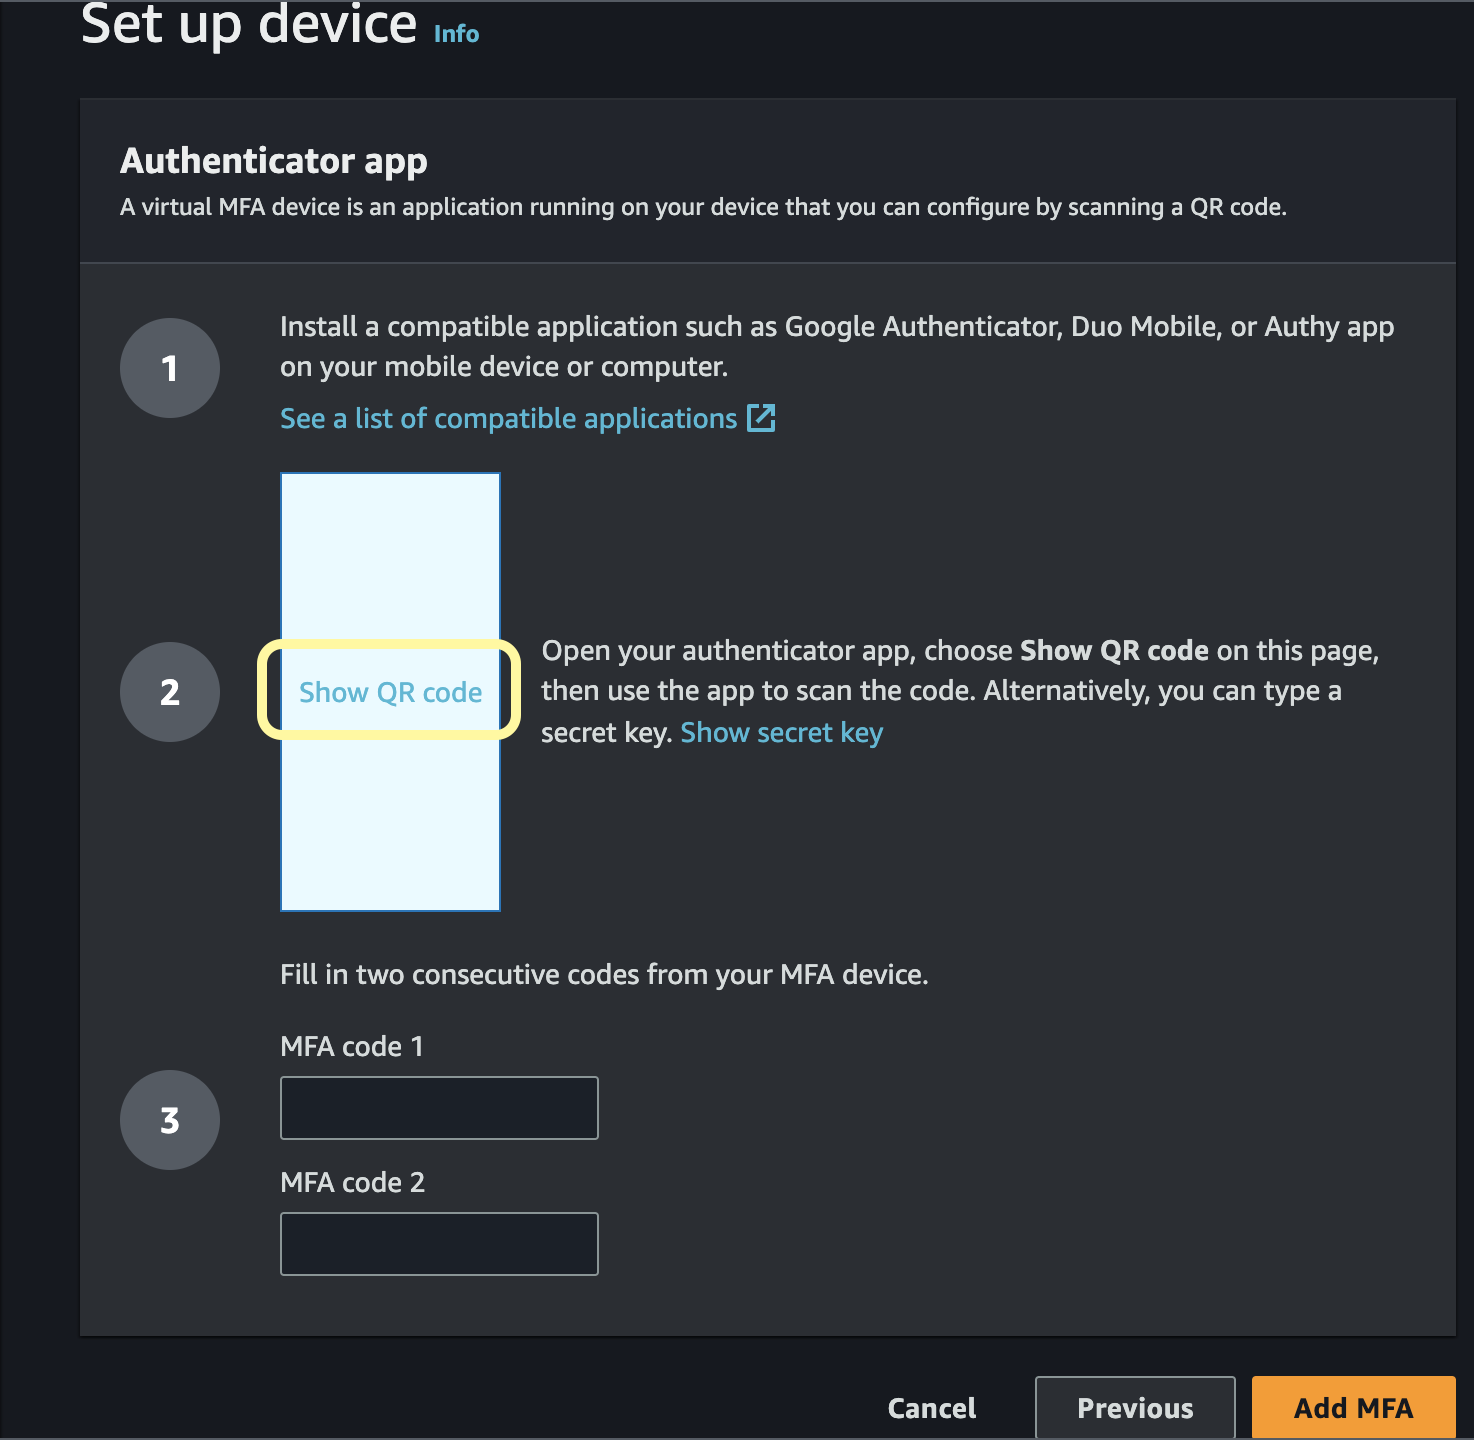 Set up device Info
Authenticator app
A virtual MFA device is an application running on your device that you can configure by scanning a QR code.
1
Install a compatible application such as Google Authenticator, Duo Mobile, or Authy app
on your mobile device or computer.
See a list of compatible applications
2
Show QR code
Open your authenticator app, choose Show QR code on this page,
then use the app to scan the code. Alternatively, you can type a
secret key. Show secret key
3
Fill in two consecutive codes from your MFA device.
MFA code 1
MFA code 2
Cancel
Previous
Add MFA